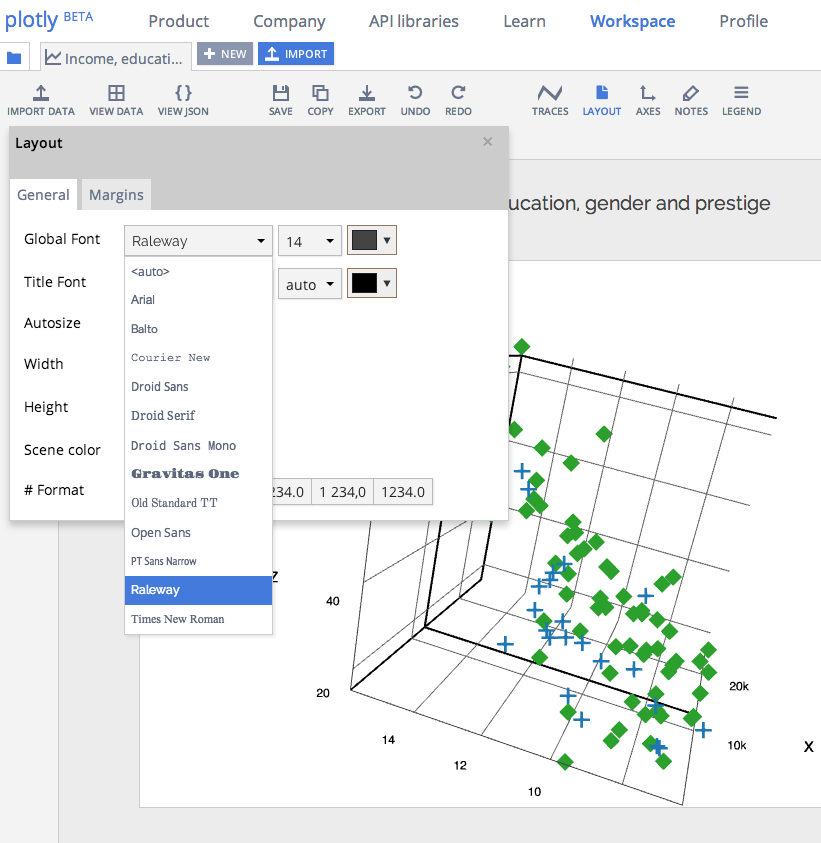 plotly BETA Product Company API libraries Learn Workspace Profile
Income, educati... + NEW IMPORT
IMPORT DATA VIEW DATA VIEW JSON SAVE COPY EXPORT UNDO REDO TRACES LAYOUT AXES NOTES LEGEND
Layout ×
General Margins
ucation, gender and prestige
Global Font Raleway 14
Title Font auto
Autosize
Width
Height
Scene color
# Format 234.0 1 234,0 1234.0
<auto>
Arial
Balto
Courier New
Droid Sans
Droid Serif
Droid Sans Mono
Gravitas One
Old Standard TT
Open Sans
PT Sans Narrow
Raleway
Times New Roman
Z
40
20
14
12
10
20k
10k
X